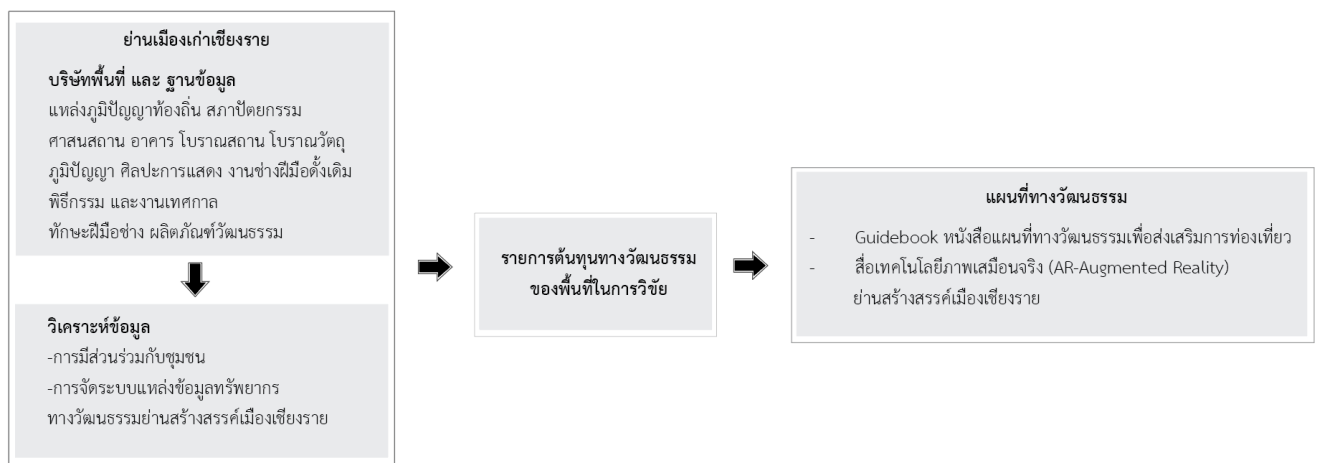 ย่านเมืองเก่าเชียงราย
บริษัทพื้นที่ และ ฐานข้อมูล
แหล่งภูมิปัญญาท้องถิ่น สภาปัตยกรรม
ศาสนสถาน อาคาร โบราณสถาน โบราณวัตถุ
ภูมิปัญญา ศิลปะการแสดง งานช่างฝีมือดั้งเดิม
พิธีกรรม และงานเทศกาล
ทักษะฝีมือช่าง ผลิตภัณฑ์วัฒนธรรม
วิเคราะห์ข้อมูล
-การมีส่วนร่วมกับชุมชน
-การจัดระบบแหล่งข้อมูลทรัพยากร
ทางวัฒนธรรมย่านสร้างสรรค์เมืองเชียงราย
รายการต้นทุนทางวัฒนธรรม
ของพื้นที่ในการวิชัย
แผนที่ทางวัฒนธรรม
- Guidebook หนังสือแผนที่ทางวัฒนธรรมเพื่อส่งเสริมการท่องเที่ยว
- สื่อเทคโนโลยีภาพเสมือนจริง (AR-Augmented Reality)
ย่านสร้างสรรค์เมืองเชียงราย